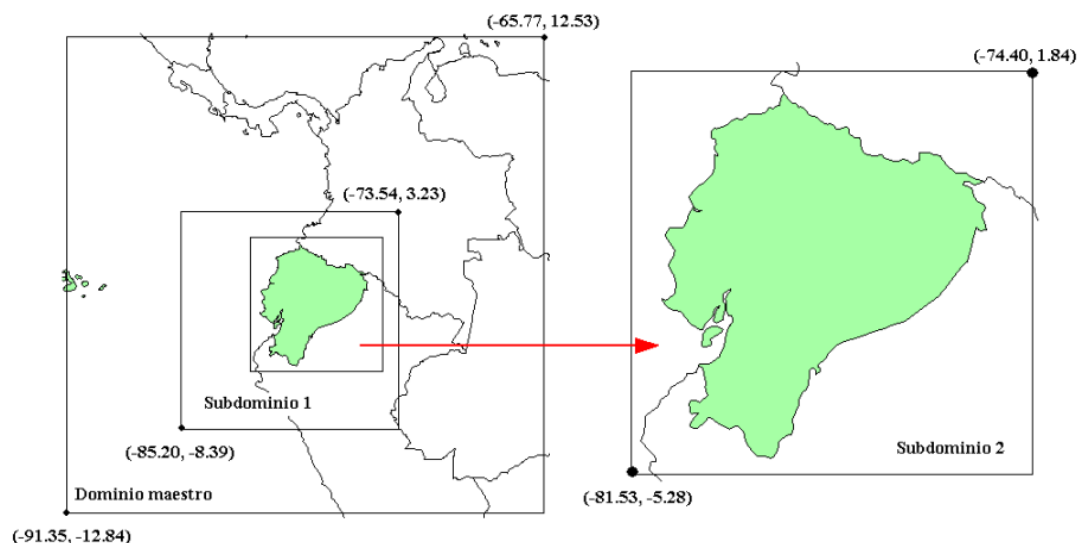 (-65.77, 12.53)
(-74.40, 1.84)
(-73.54, 3.23)
Subdominio 1
(-85.20, -8.39)
Subdominio 2
Dominio maestro
(-81.53, -5.28)
(-91.35, -12.84)